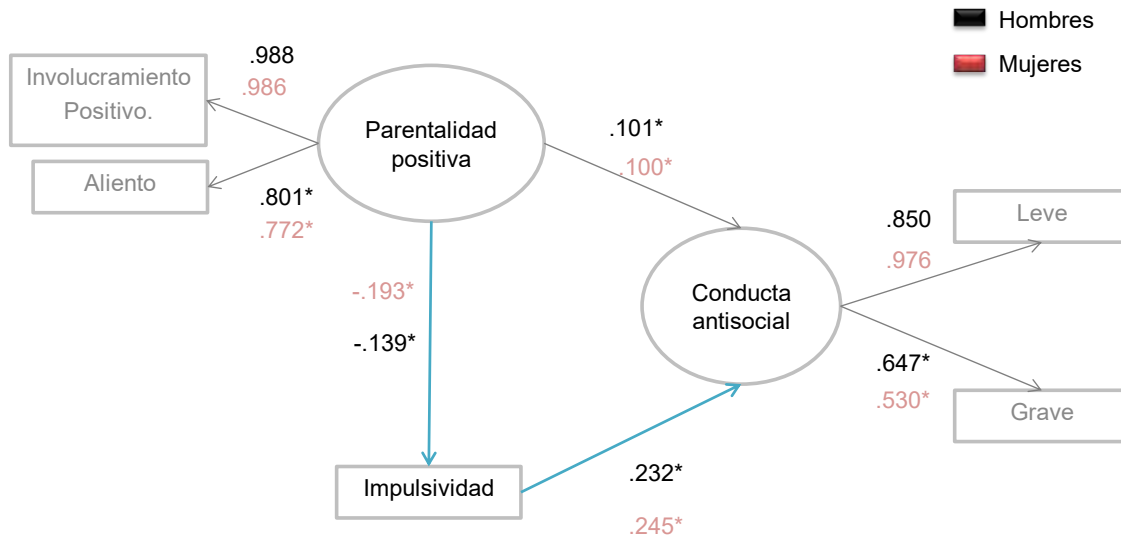 Hombres
Mujeres
.988
.986
Involucramiento
Positivo.
Aliento
.801*
.772*
Parentalidad
positiva
.101*
.100*
Leve
.850
.976
Conducta
antisocial
-.193*
-.139*
.647*
.530*
Grave
Impulsividad
.232*
.245*